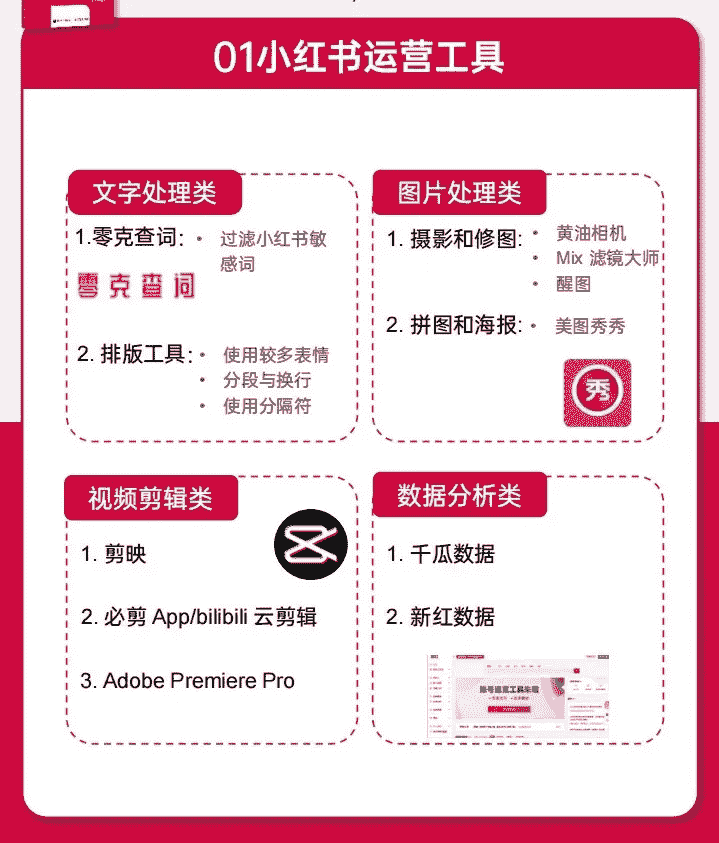 01小红书运营工具
文字处理类
1.零克查词:
• 过滤小红书敏
感词
零克查词
2. 排版工具:
• 使用较多表情
• 分段与换行
• 使用分隔符
图片处理类
1. 摄影和修图:
• 黄油相机
• Mix 滤镜大师
• 醒图
2. 拼图和海报:
• 美图秀秀
秀
视频剪辑类
1. 剪映
2. 必剪 App/bilibili 云剪辑
3. Adobe Premiere Pro
数据分析类
1. 千瓜数据
2. 新红数据